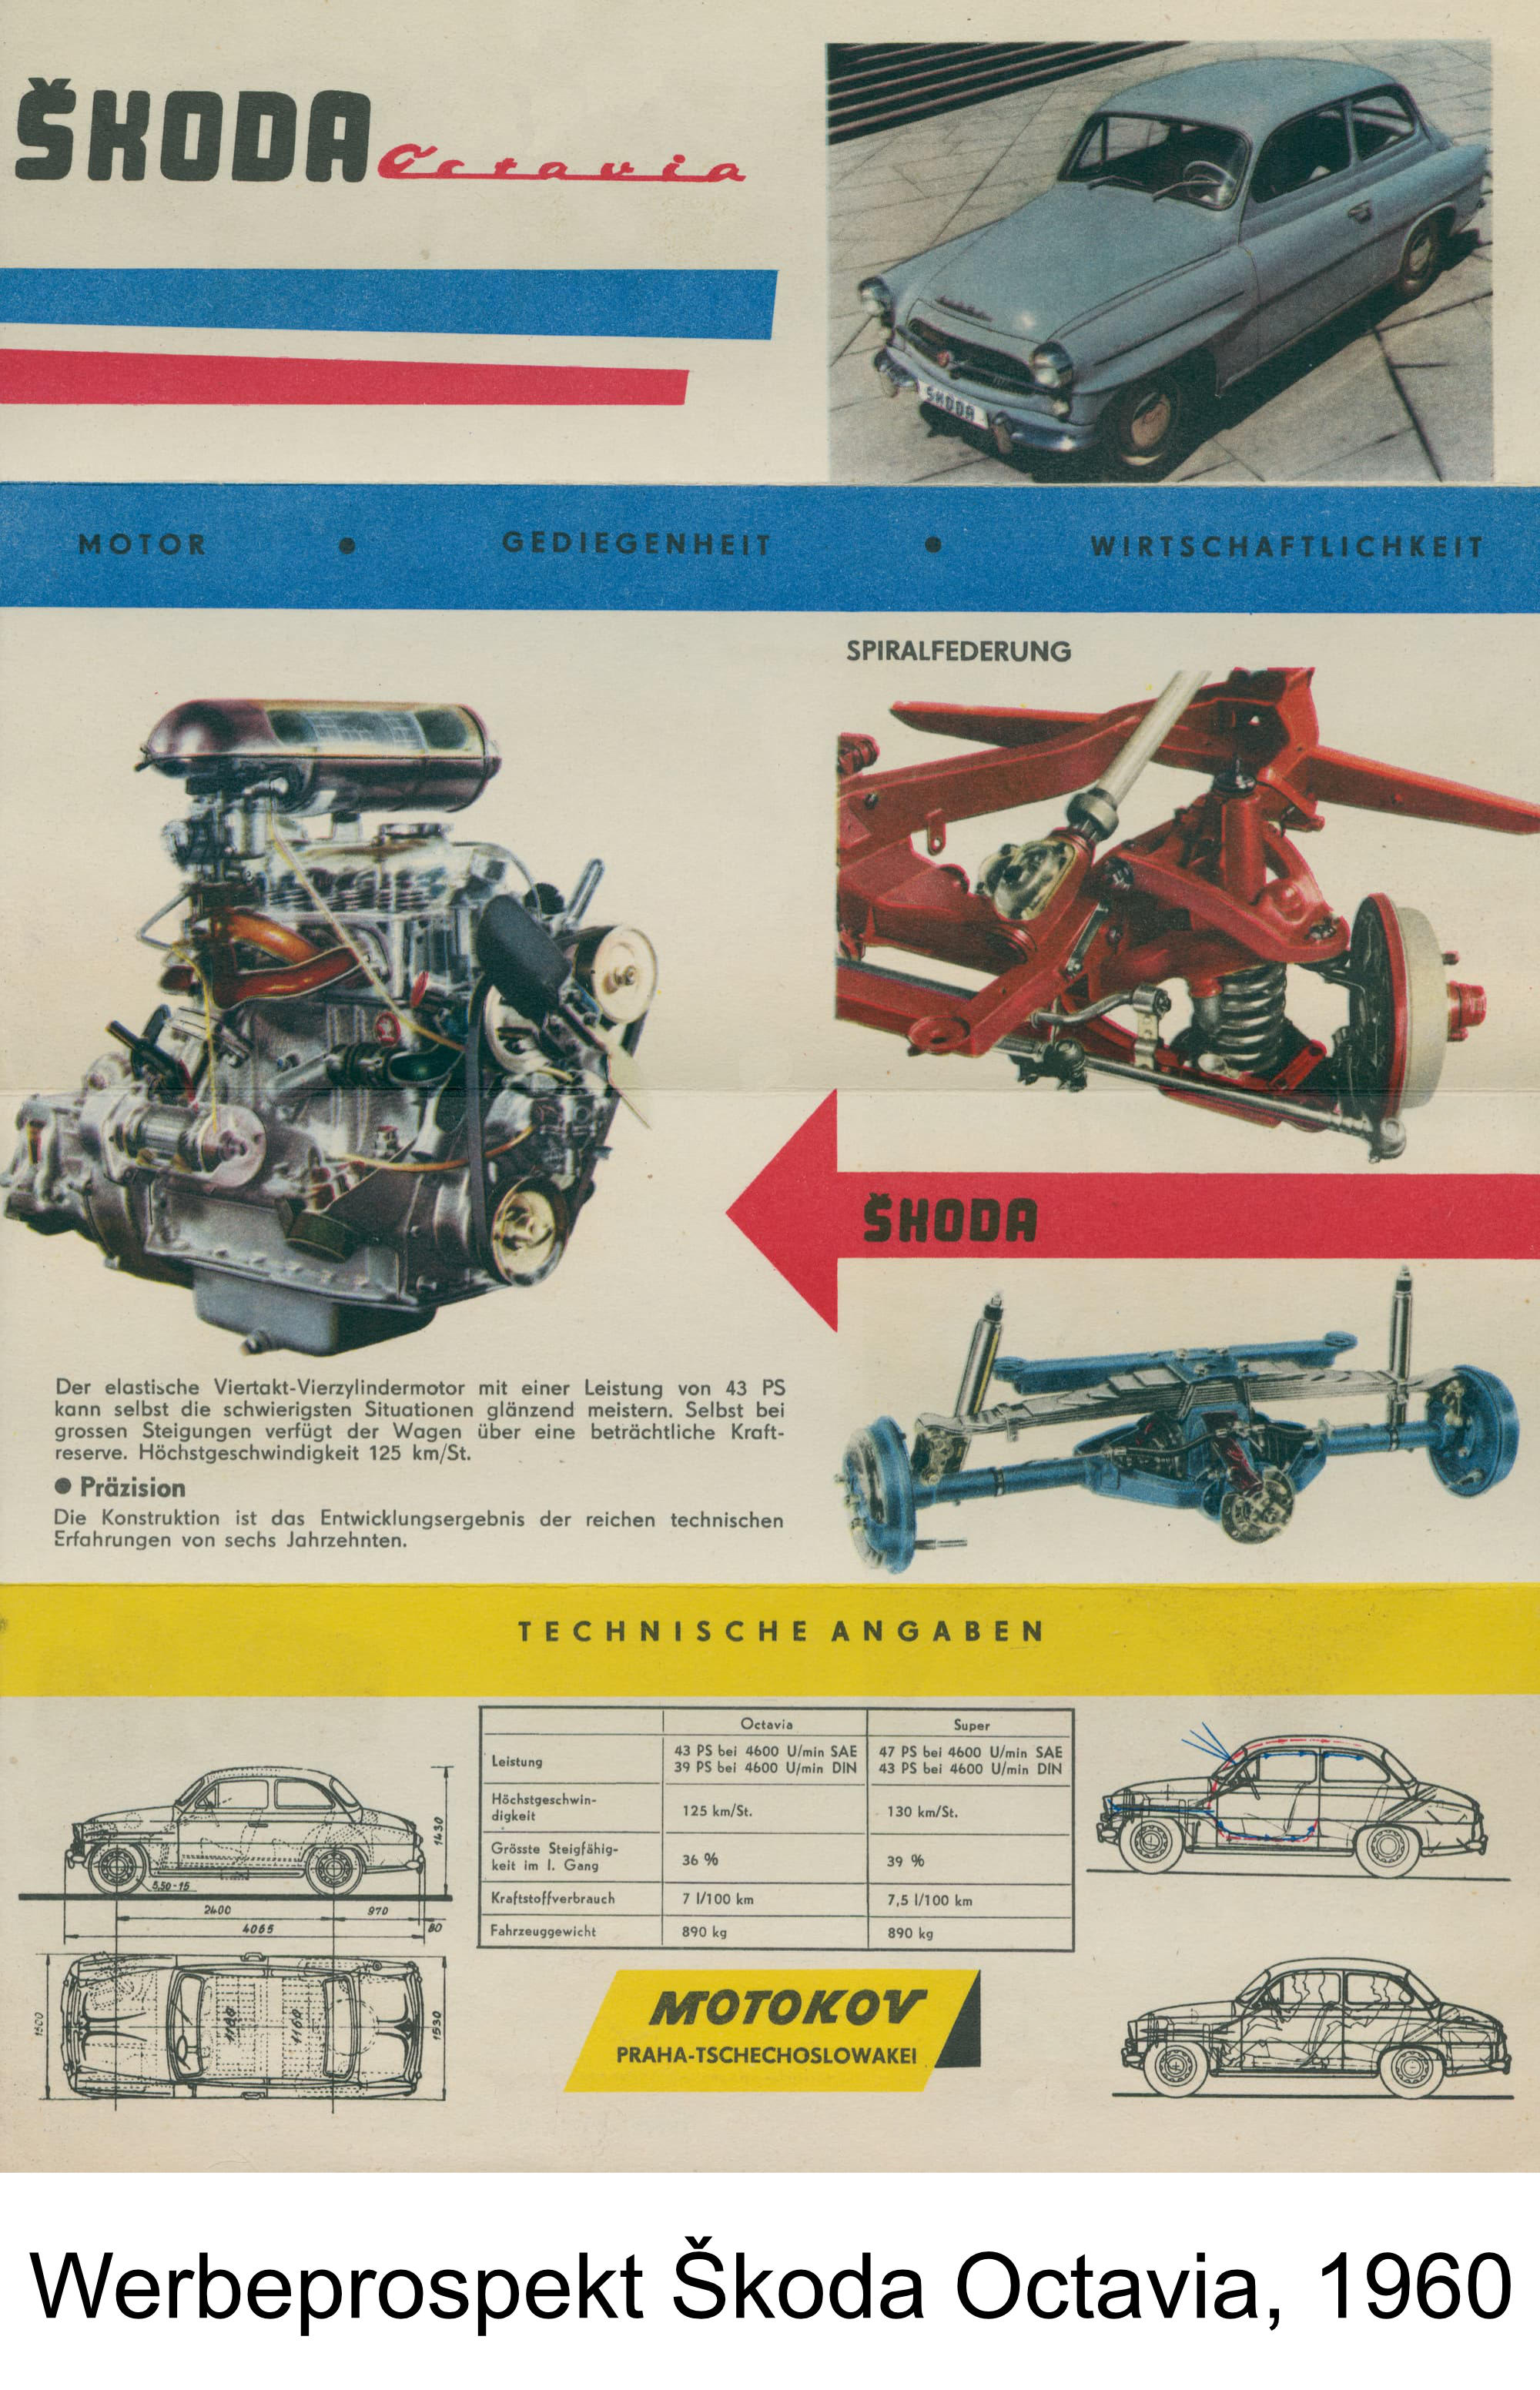 ŠKODA Octavia
ŠKODA
MOTOR • GEDIEGENHEIT • WIRTSCHAFTLICHKEIT
SPIRALFEDERUNG
ŠKODA
Der elastische Viertakt-Vierzylindermotor mit einer Leistung von 43 PS
kann selbst die schwierigsten Situationen glänzend meistern. Selbst bei
grossen Steigungen verfügt der Wagen über eine beträchtliche Kraft-
reserve. Höchstgeschwindigkeit 125 km/St.
• Präzision
Die Konstruktion ist das Entwicklungsergebnis der reichen technischen
Erfahrungen von sechs Jahrzehnten.
TECHNISCHE ANGABEN
Octavia Super
Leistung 43 PS bei 4600 U/min SAE 47 PS bei 4600 U/min SAE
39 PS bei 4600 U/min DIN 43 PS bei 4600 U/min DIN
Höchstgeschwin-
digkeit 125 km/St. 130 km/St.
Grösste Steigfähig-
keit im I. Gang 36 % 39 %
Kraftstoffverbrauch 7 l/100 km 7,5 l/100 km
Fahrzeuggewicht 890 kg 890 kg
1430
5,50-15
2400 970
4065 80
1500 1160 1160 1530
MOTOKOV
PRAHA-TSCHECHOSLOWAKEI
Werbeprospekt Škoda Octavia, 1960